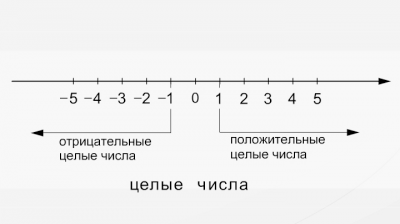 –5 –4 –3 –2 –1 0 1 2 3 4 5
отрицательные
целые числа
положительные
целые числа
целые числа